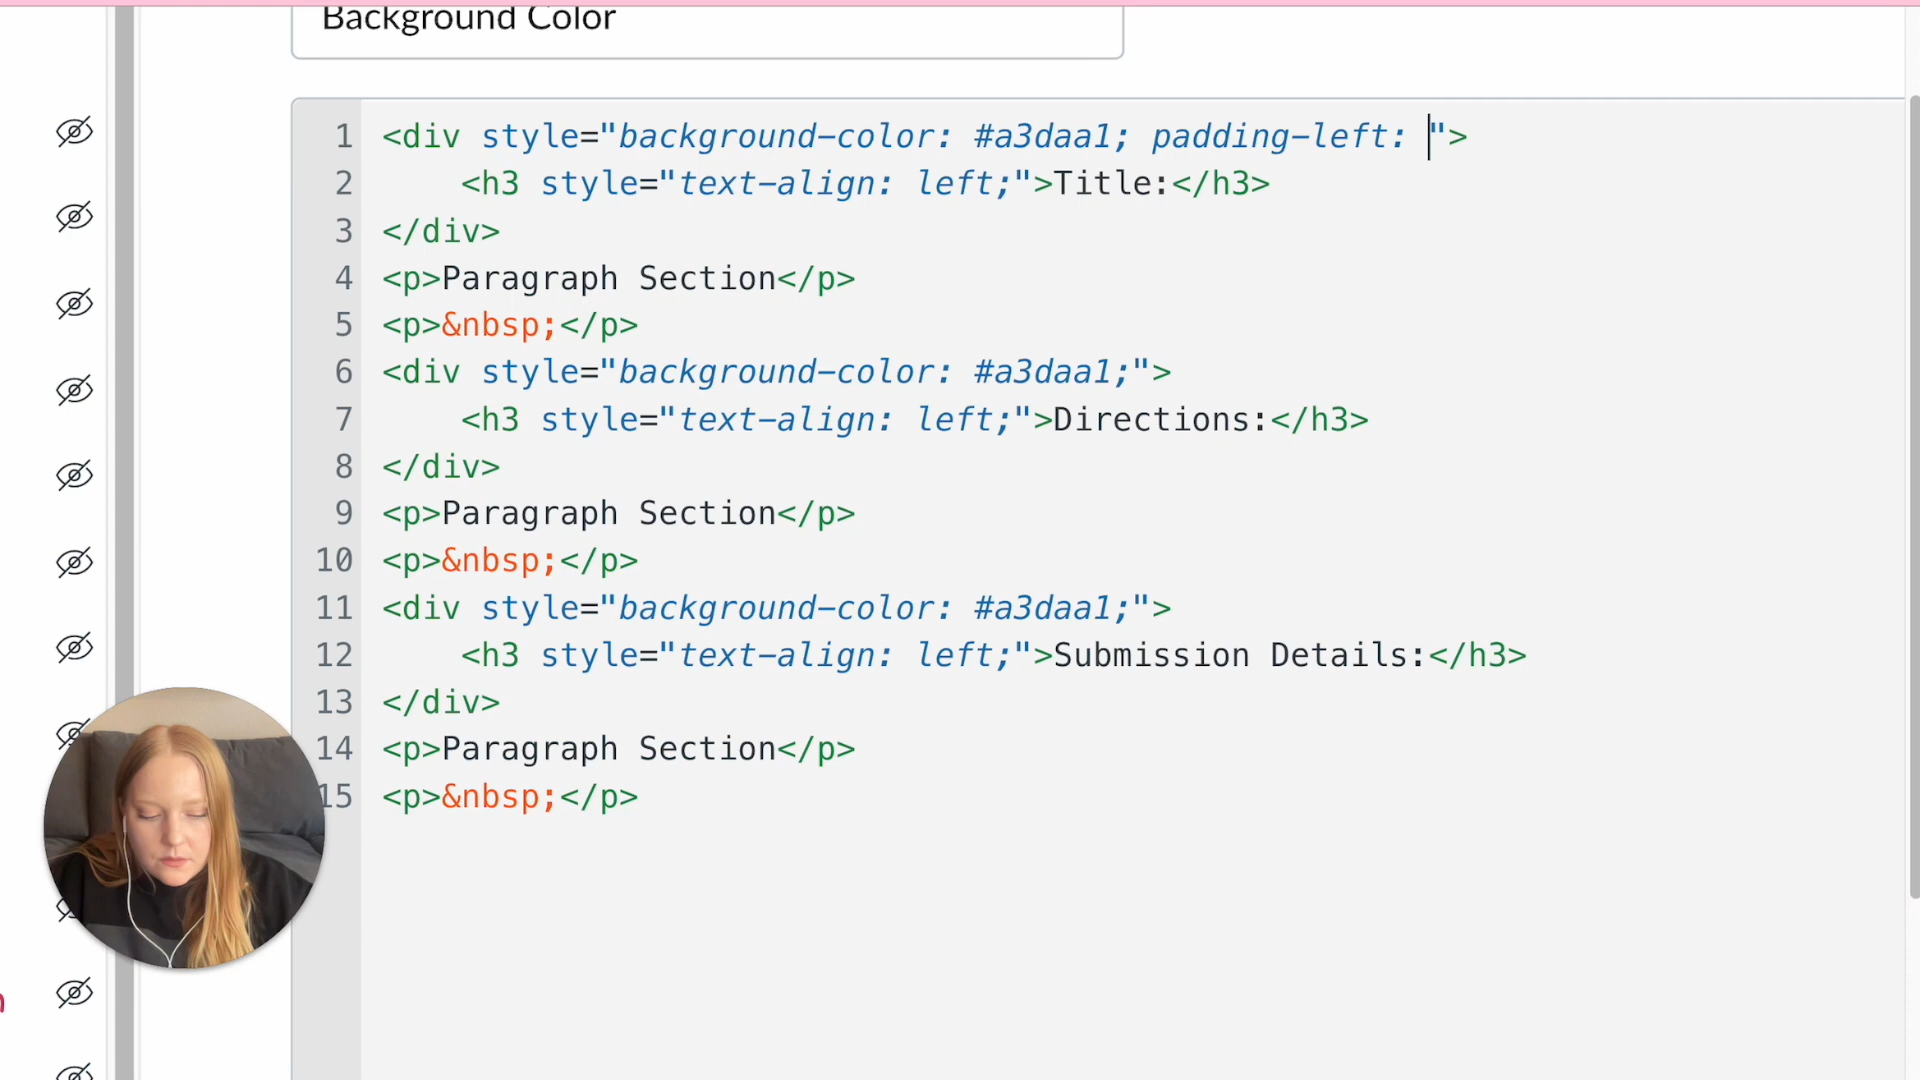 Background Color
1 <div style="background-color: #a3daa1; padding-left: ">
2 <h3 style="text-align: left;">Title:</h3>
3 </div>
4 <p>Paragraph Section</p>
5 <p>&nbsp;</p>
6 <div style="background-color: #a3daa1;">
7 <h3 style="text-align: left;">Directions:</h3>
8 </div>
9 <p>Paragraph Section</p>
10 <p>&nbsp;</p>
11 <div style="background-color: #a3daa1;">
12 <h3 style="text-align: left;">Submission Details:</h3>
13 </div>
14 <p>Paragraph Section</p>
15 <p>&nbsp;</p>